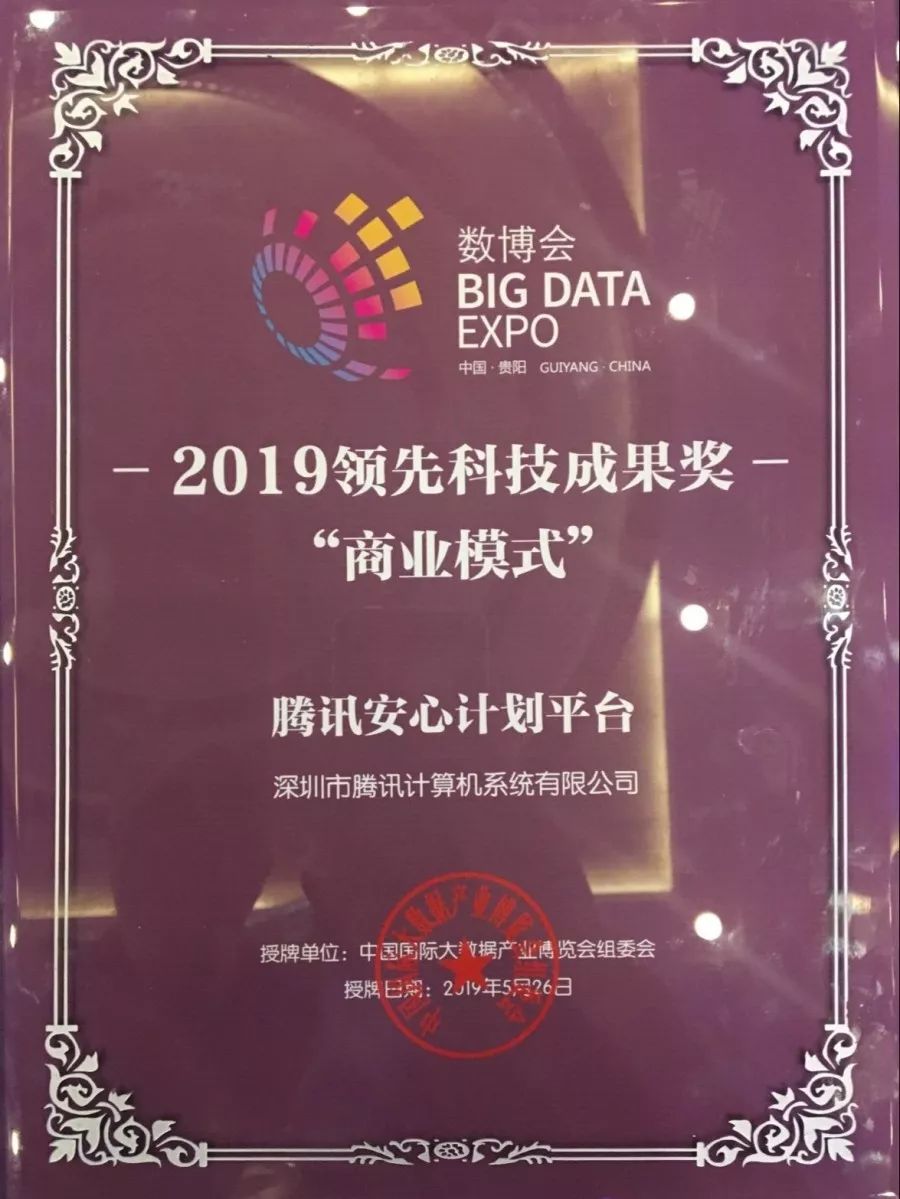 数博会
BIG DATA
EXPO
中国·贵阳 GUIYANG·CHINA
2019领先科技成果奖
“商业模式”
腾讯安心计划平台
深圳市腾讯计算机系统有限公司
授牌单位：中国国际大数据产业博览会组委会
授牌日期：2019年5月26日